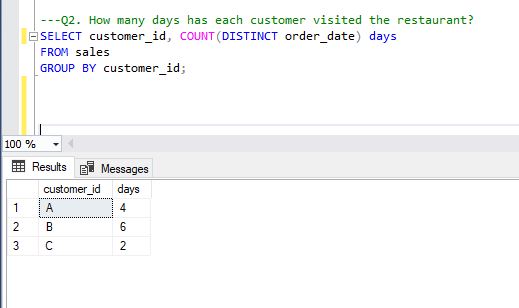 ---Q2. How many days has each customer visited the restaurant?
SELECT customer_id, COUNT(DISTINCT order_date) days
FROM sales
GROUP BY customer_id;
100 %
Results Messages
customer_id days
1 A 4
2 B 6
3 C 2